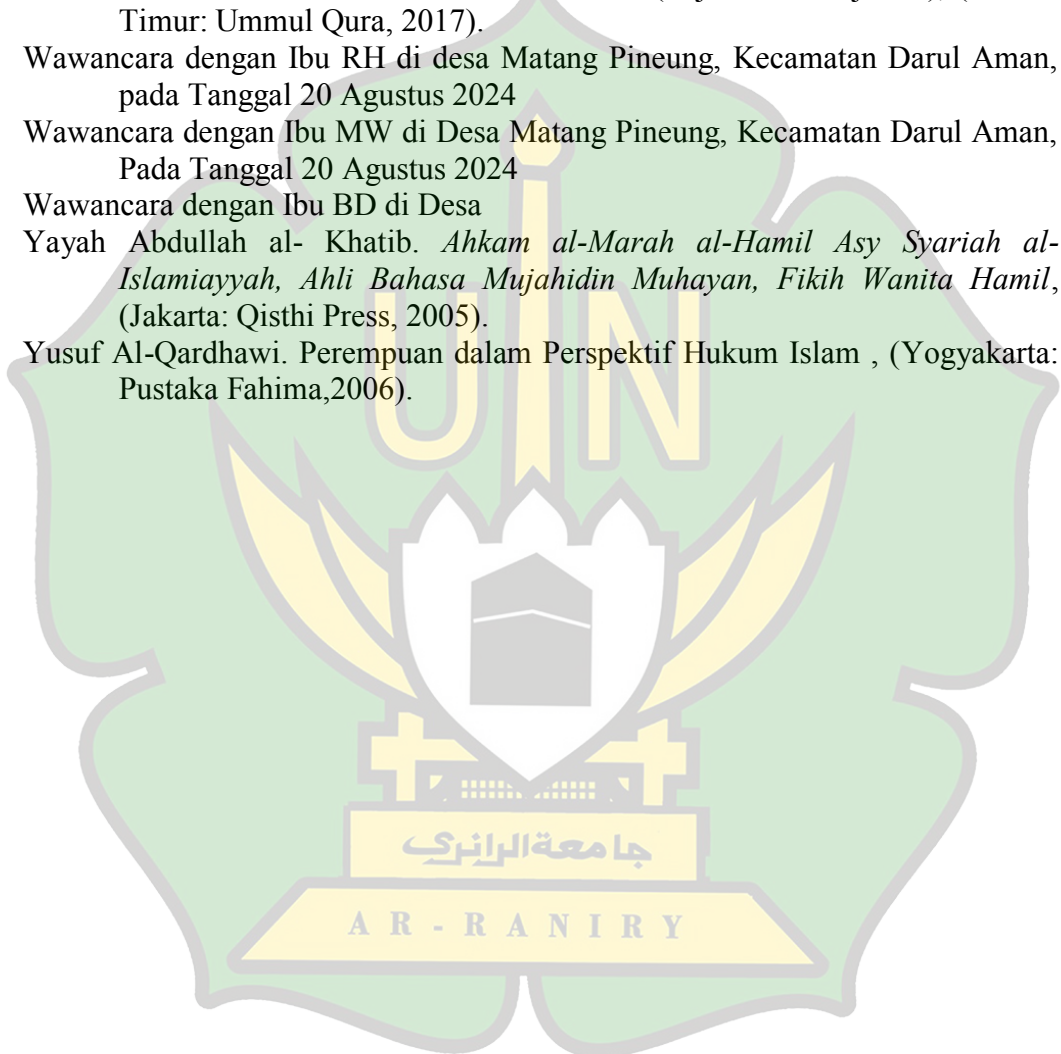 Timur: Ummul Qura, 2017).
Wawancara dengan Ibu RH di desa Matang Pineung, Kecamatan Darul Aman,
pada Tanggal 20 Agustus 2024
Wawancara dengan Ibu MW di Desa Matang Pineung, Kecamatan Darul Aman,
Pada Tanggal 20 Agustus 2024
Wawancara dengan Ibu BD di Desa
Yayah Abdullah al- Khatib. Ahkam al-Marah al-Hamil Asy Syariah al-
Islamiayyah, Ahli Bahasa Mujahidin Muhayan, Fikih Wanita Hamil,
(Jakarta: Qisthi Press, 2005).
Yusuf Al-Qardhawi. Perempuan dalam Perspektif Hukum Islam , (Yogyakarta:
Pustaka Fahima,2006).
UIN
جامعةالرانري
AR-RANIRY